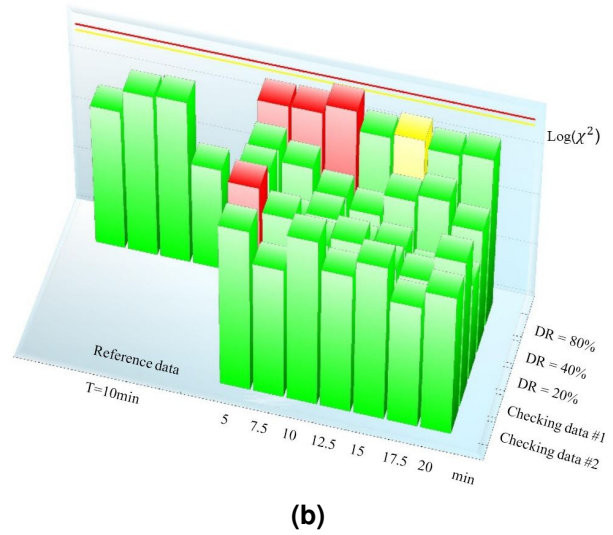 Log(χ²)
DR = 80%
DR = 40%
DR = 20%
Checking data #1
Checking data #2
Reference data
T=10min
5 7.5 10 12.5 15 17.5 20 min
(b)